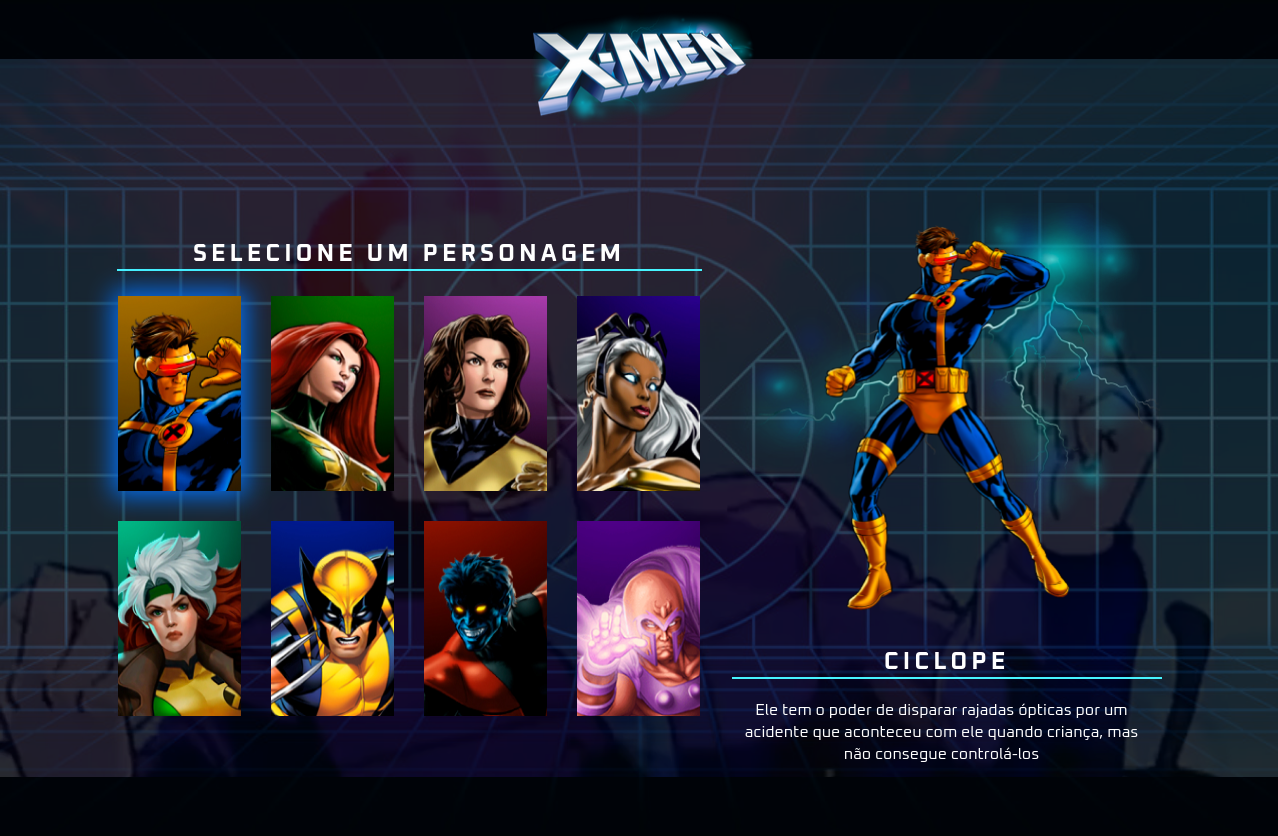 X-MEN
SELECIONE UM PERSONAGEM
CICLOPE
Ele tem o poder de disparar rajadas ópticas por um
acidente que aconteceu com ele quando criança, mas
não consegue controlá-los